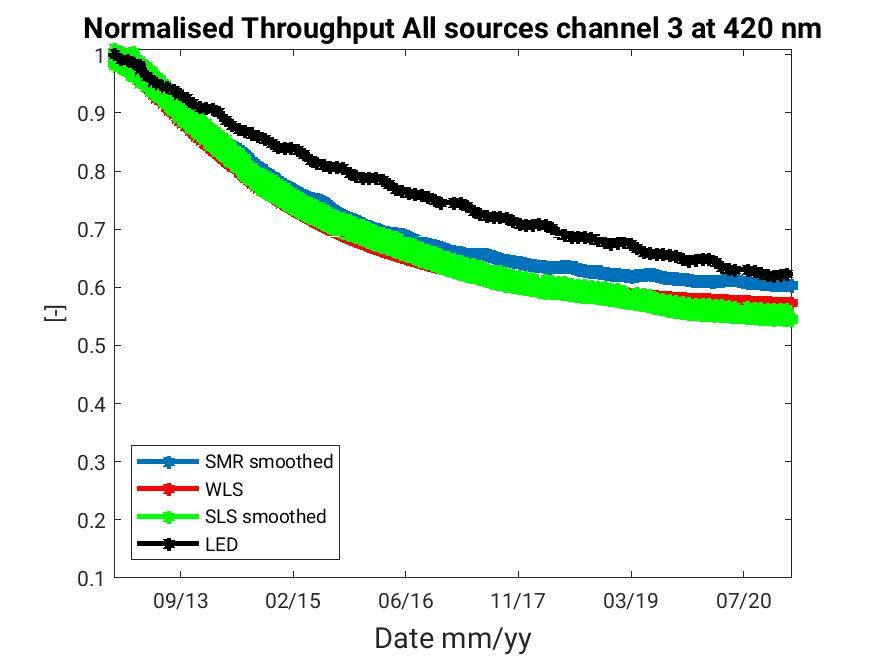 Normalised Throughput All sources channel 3 at 420 nm
1
0.9
0.8
0.7
0.6
0.5
0.4
0.3
0.2
0.1
[-]
SMR smoothed
WLS
SLS smoothed
LED
09/13 02/15 06/16 11/17 03/19 07/20
Date mm/yy